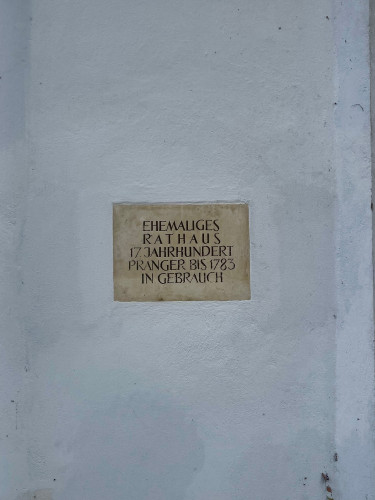 EHEMALIGES
RATHAUS
17. JAHRHUNDERT
PRANGER BIS 1783
IN GEBRAUCH